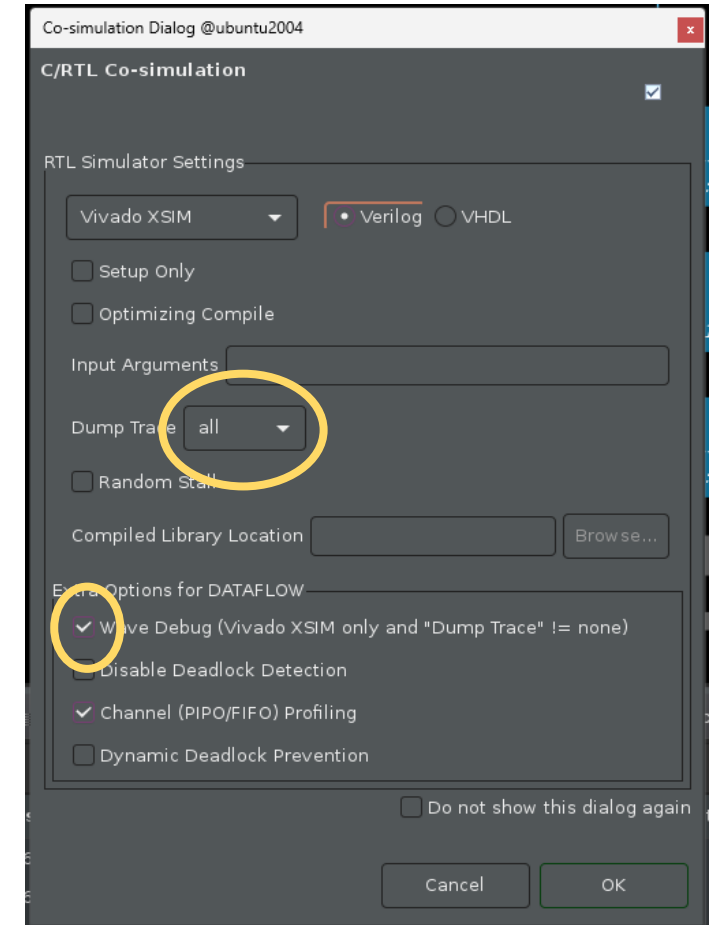 Co-simulation Dialog @ubuntu2004
x
C/RTL Co-simulation
RTL Simulator Settings
Vivado XSIM Verilog VHDL
Setup Only
Optimizing Compile
Input Arguments
Dump Trace all
Random Stall
Compiled Library Location Browse...
Extra Options for DATAFLOW
Wave Debug (Vivado XSIM only and "Dump Trace" != none)
Disable Deadlock Detection
Channel (PIPO/FIFO) Profiling
Dynamic Deadlock Prevention
Do not show this dialog again
Cancel OK